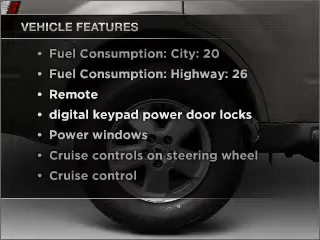 VEHICLE FEATURES
• Fuel Consumption: City: 20
• Fuel Consumption: Highway: 26
• Remote
• digital keypad power door locks
• Power windows
• Cruise controls on steering wheel
• Cruise control